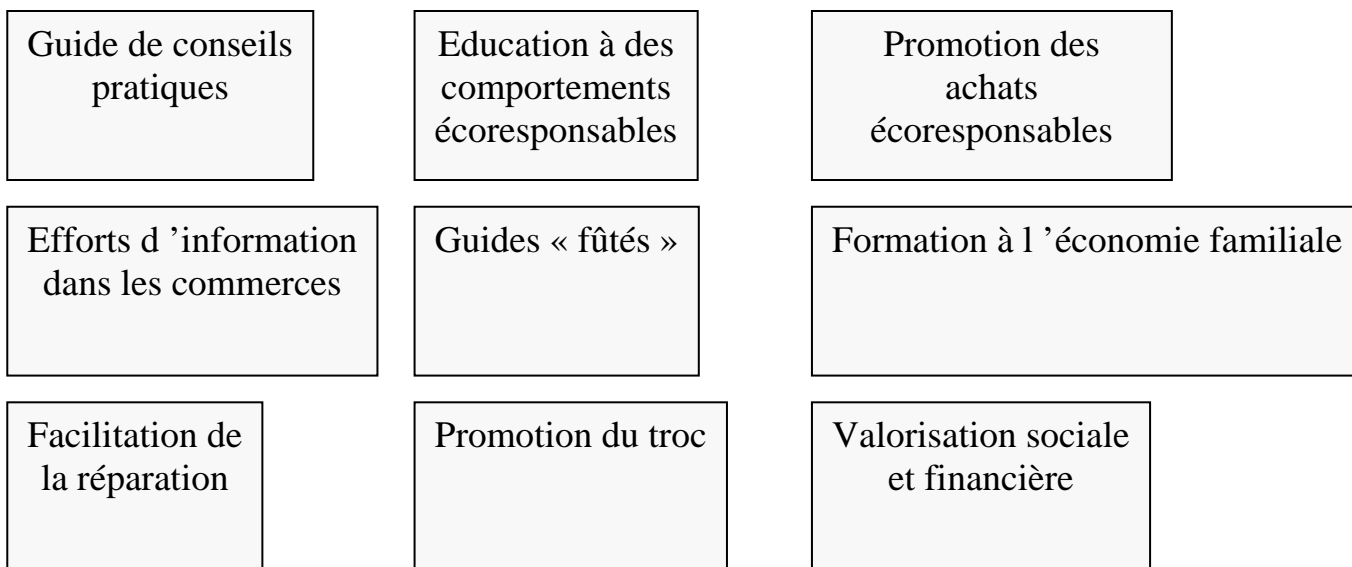 Guide de conseils
pratiques
Education à des
comportements
écoresponsables
Promotion des
achats
écoresponsables
Efforts d ’information
dans les commerces
Guides « fûtés »
Formation à l ’économie familiale
Facilitation de
la réparation
Promotion du troc
Valorisation sociale
et financière